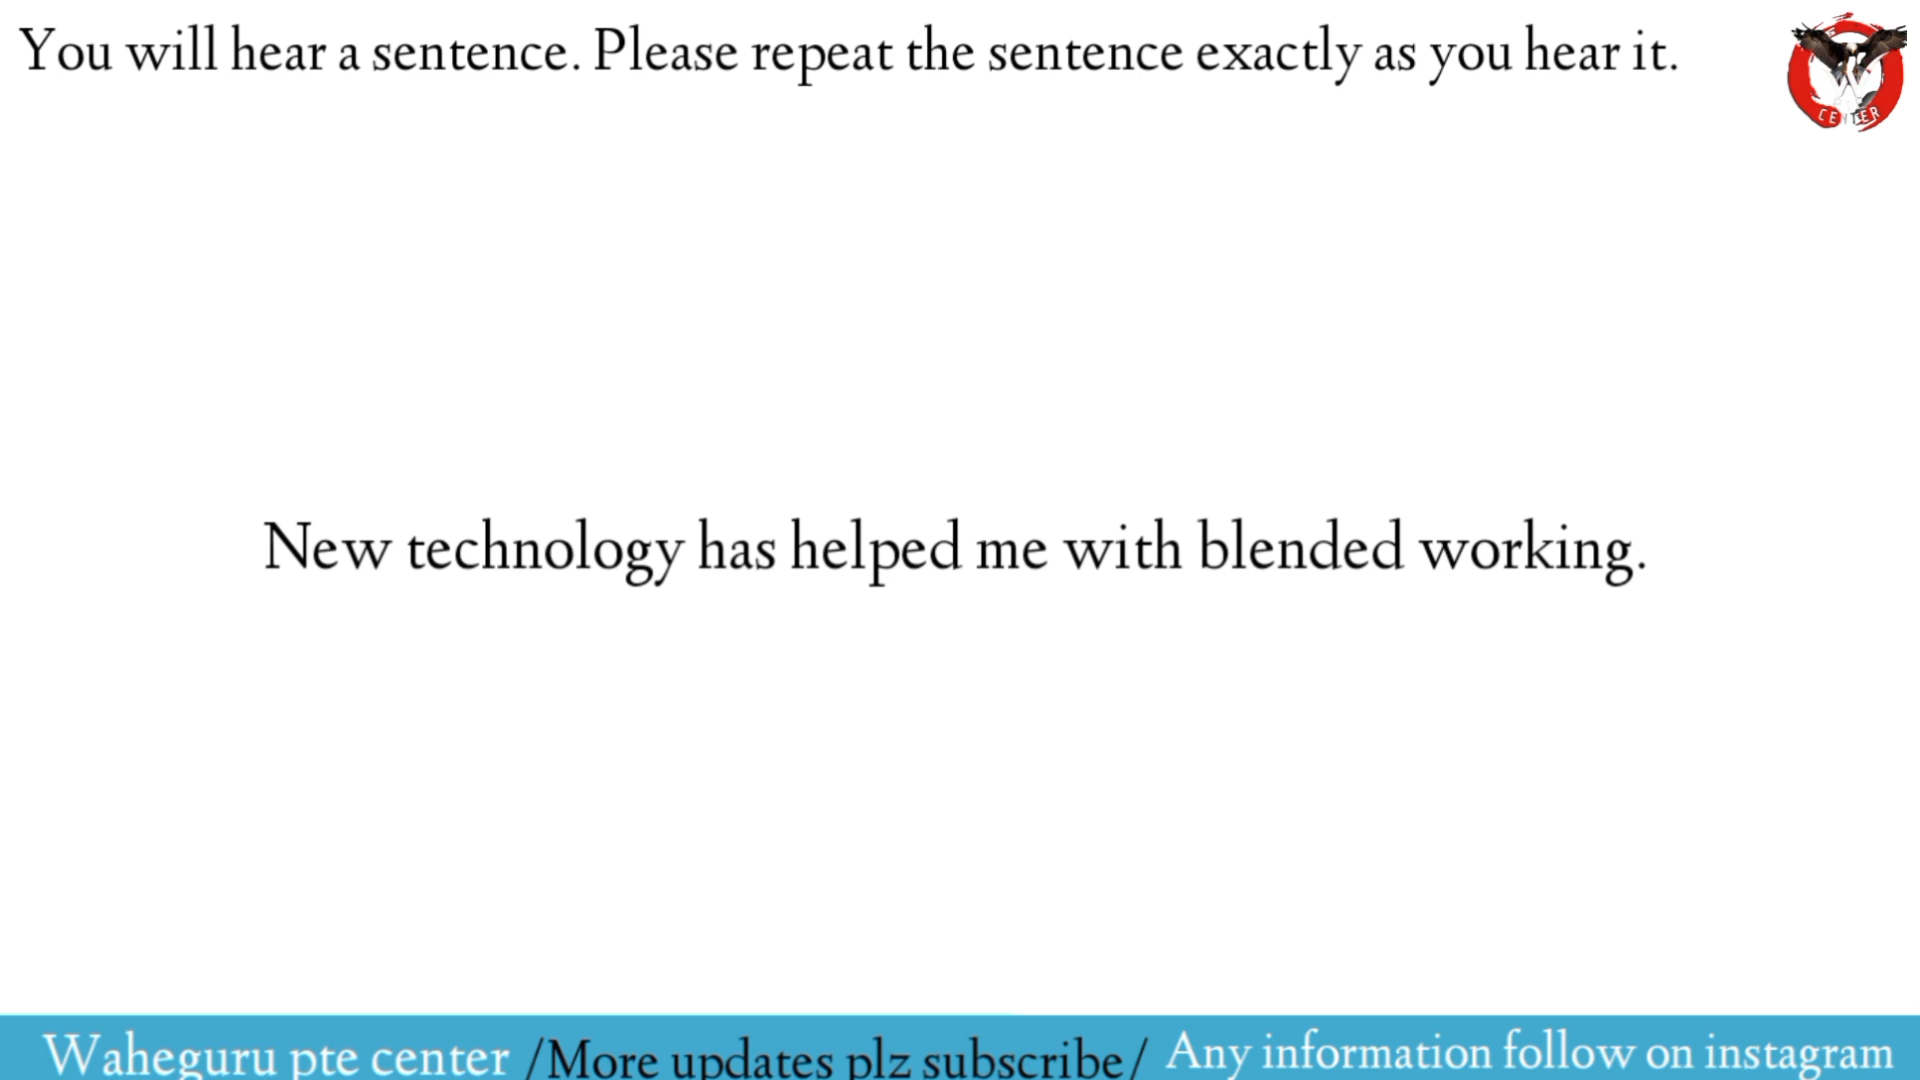 You will hear a sentence. Please repeat the sentence exactly as you hear it.
CENTER
New technology has helped me with blended working.
Waheguru pte center /More updates plz subscribe/ Any information follow on instagram